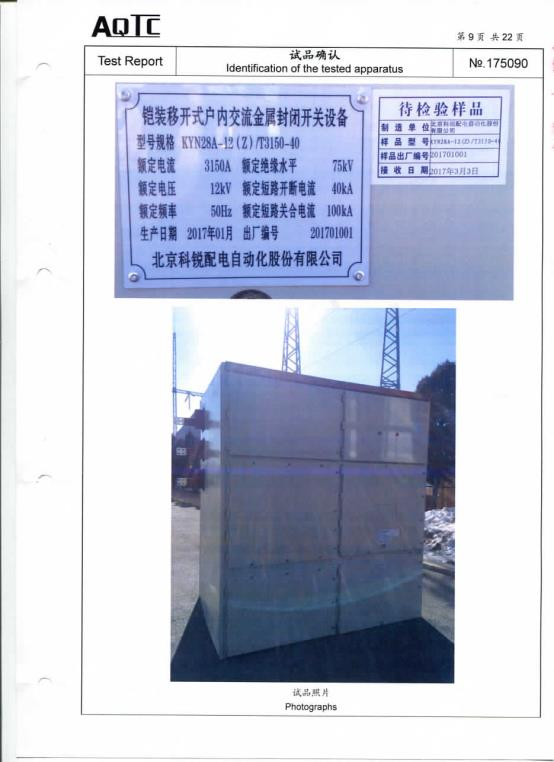 AQTC
第 9 页 共 22 页
Test Report
试品确认
Identification of the tested apparatus
№.175090
铠装移开式户内交流金属封闭开关设备
型号规格 KYN28A-12(Z)/T3150-40
额定电流 3150A 额定绝缘水平 75kV
额定电压 12kV 额定短路开断电流 40kA
额定频率 50Hz 额定短路关合电流 100kA
生产日期 2017年01月 出厂编号 201701001
北京科锐配电自动化股份有限公司
待检验样品
制造单位 北京科锐配电自动化股份
有限公司
样品型号 KYN28A-12(Z)/T3150-40
样品出厂编号 201701001
接收日期 2017年3月3日
试品照片
Photographs